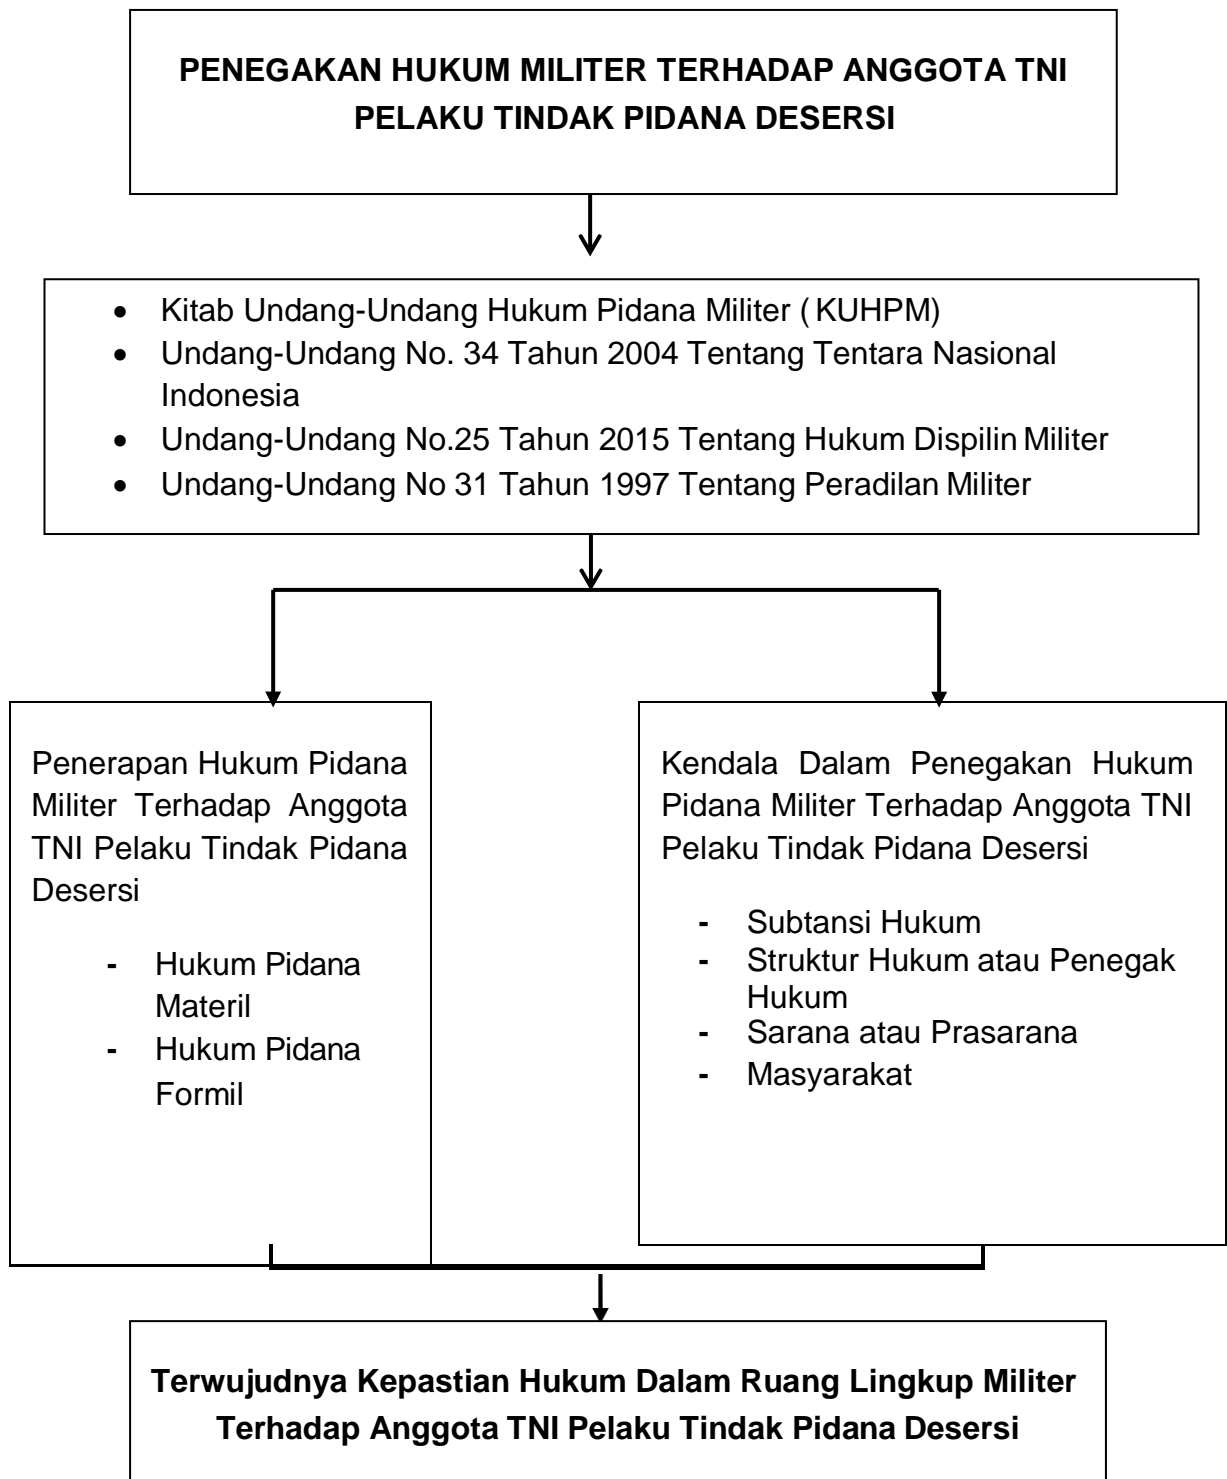 PENEGAKAN HUKUM MILITER TERHADAP ANGGOTA TNI
PELAKU TINDAK PIDANA DESERSI
• Kitab Undang-Undang Hukum Pidana Militer ( KUHPM)
• Undang-Undang No. 34 Tahun 2004 Tentang Tentara Nasional
Indonesia
• Undang-Undang No.25 Tahun 2015 Tentang Hukum Dispilin Militer
• Undang-Undang No 31 Tahun 1997 Tentang Peradilan Militer
Penerapan Hukum Pidana
Militer Terhadap Anggota
TNI Pelaku Tindak Pidana
Desersi
- Hukum Pidana
Materil
- Hukum Pidana
Formil
Kendala Dalam Penegakan Hukum
Pidana Militer Terhadap Anggota TNI
Pelaku Tindak Pidana Desersi
- Subtansi Hukum
- Struktur Hukum atau Penegak
Hukum
- Sarana atau Prasarana
- Masyarakat
Terwujudnya Kepastian Hukum Dalam Ruang Lingkup Militer
Terhadap Anggota TNI Pelaku Tindak Pidana Desersi